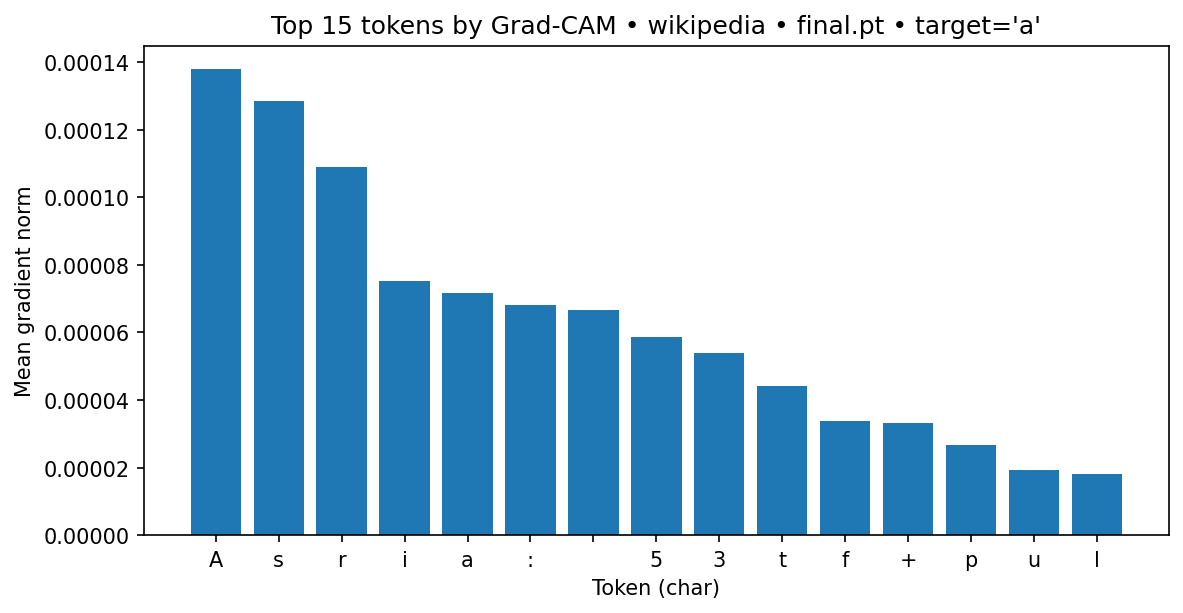 Top 15 tokens by Grad-CAM • wikipedia • final.pt • target='a'
Mean gradient norm
0.00014
0.00012
0.00010
0.00008
0.00006
0.00004
0.00002
0.00000
A s r i a : 5 3 t f + p u l
Token (char)